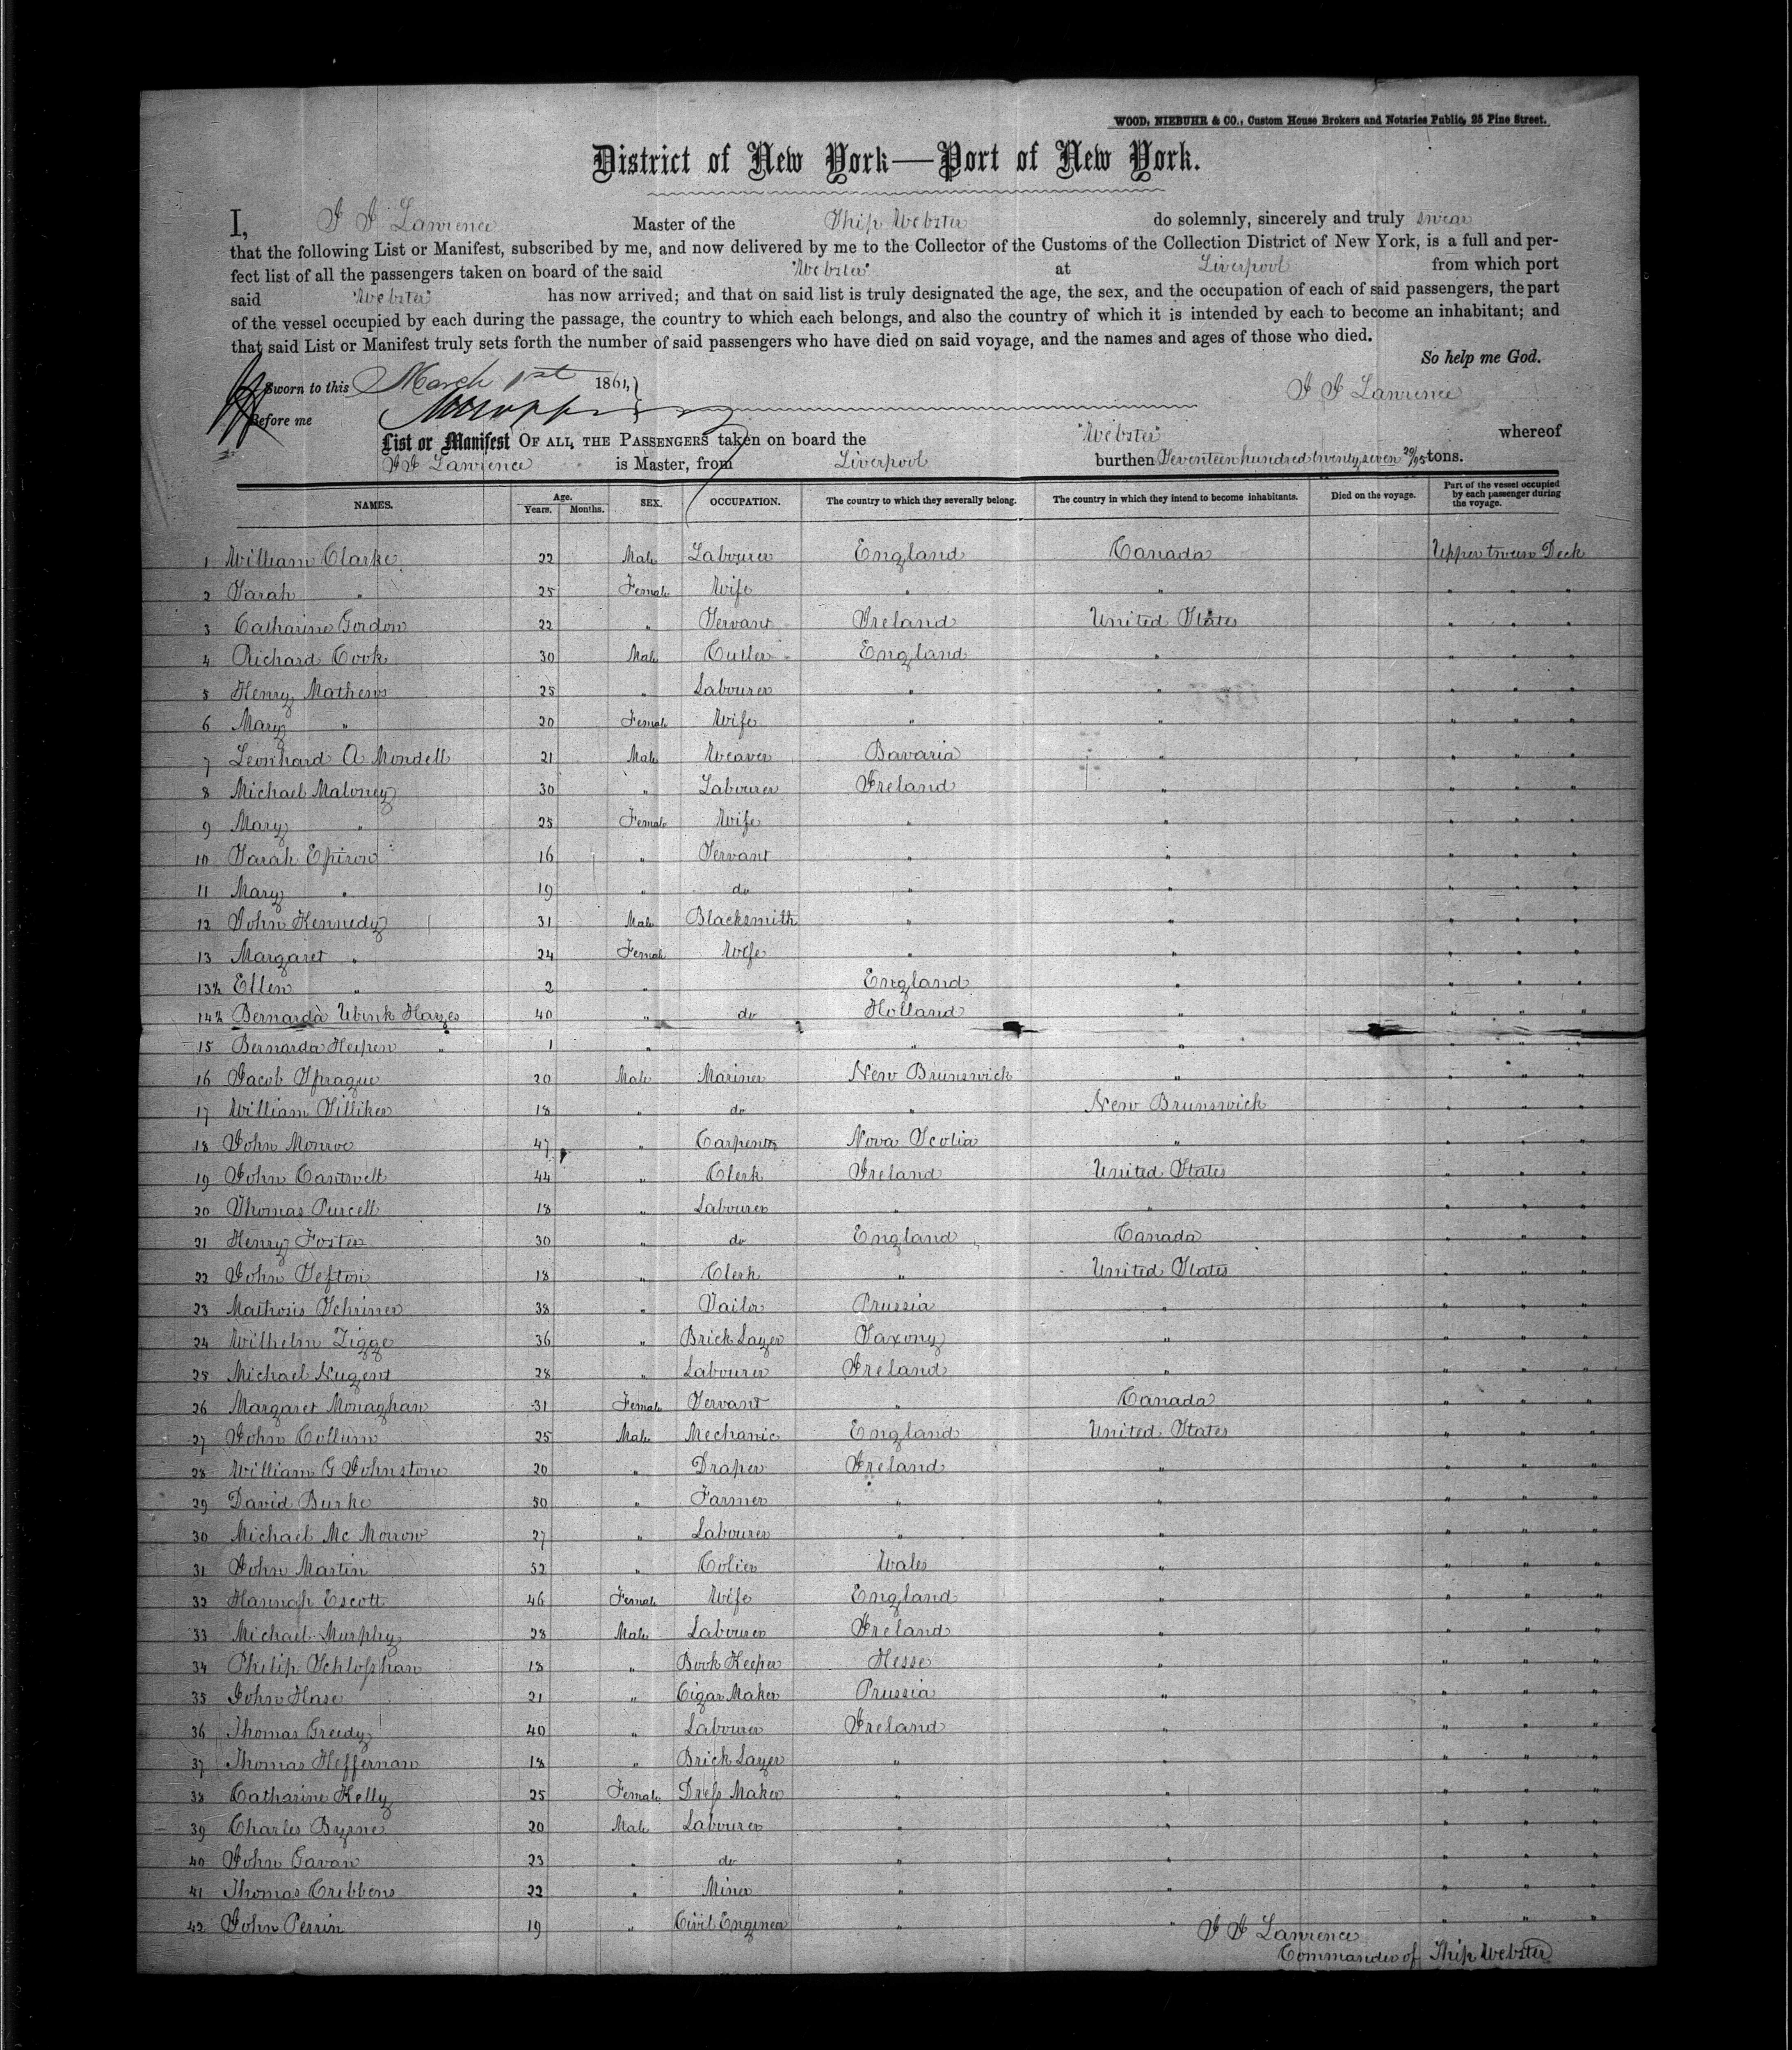 WOOD, NIEBUHR & CO., Custom House Brokers and Notaries Public, 25 Pine Street.
District of New York—Port of New York.
I, J J Lawrence Master of the Ship Webster do solemnly, sincerely and truly swear
that the following List or Manifest, subscribed by me, and now delivered by me to the Collector of the Customs of the Collection District of New York, is a full and per-
fect list of all the passengers taken on board of the said "Webster" at Liverpool from which port
said "Webster" has now arrived; and that on said list is truly designated the age, the sex, and the occupation of each of said passengers, the part
of the vessel occupied by each during the passage, the country to which each belongs, and also the country of which it is intended by each to become an inhabitant; and
that said List or Manifest truly sets forth the number of said passengers who have died on said voyage, and the names and ages of those who died.
So help me God.
Sworn to this March 1st 1861, J J Lawrence
Before me
List or Manifest OF ALL THE PASSENGERS taken on board the "Webster" whereof
J J Lawrence is Master, from Liverpool burthen Seventeen hundred twenty seven 20/95 tons.
NAMES. Age. Years. Months. SEX. OCCUPATION. The country to which they severally belong. The country in which they intend to become inhabitants. Died on the voyage. Part of the vessel occupied by each passenger during the voyage.
1 William Clarke 22 Male Labourer England Canada Upper tween Deck
2 Sarah " 25 Female Wife " " " " "
3 Catharine Gordon 22 " Servant Ireland United States " " "
4 Richard Cook 30 Male Cutler England " " " "
5 Henry Mathews 25 " Labourer " " " " "
6 Mary " 20 Female Wife " " " " "
7 Leonhard A Mondell 21 Male Weaver Bavaria " " " "
8 Michael Maloney 30 " Labourer Ireland " " " "
9 Mary " 25 Female Wife " " " " "
10 Sarah Epiron 16 " Servant " " " " "
11 Mary " 19 " do " " " " "
12 John Kennedy 31 Male Blacksmith " " " " "
13 Margaret " 24 Female Wife " " " " "
13½ Ellen " 2 " England " " " "
14½ Bernarda Ubink Hayes 40 " do Holland " " " "
15 Bernarda Heipen " 1 " " " " " "
16 Jacob Sprague 20 Male Mariner New Brunswick " " " "
17 William Silliker 18 " do " New Brunswick " " "
18 John Monroe 47 " Carpenter Nova Scotia " " " "
19 John Cantwell 44 " Clerk Ireland United States " " "
20 Thomas Purcell 18 " Labourer " " " " "
21 Henry Foster 30 " do England Canada " " "
22 John Sefton 18 " Clerk " United States " " "
23 Mathosis Schriner 38 " Tailor Prussia " " " "
24 Wilhelm Zigge 36 " Brick Layer Saxony " " " "
25 Michael Nugent 28 " Labourer Ireland " " " "
26 Margaret Monaghan 31 Female Servant " Canada " " "
27 John Collum 25 Male Mechanic England United States " " "
28 William G Johnstone 20 " Draper Ireland " " " "
29 David Burke 50 " Farmer " " " " "
30 Michael Mc Morrow 27 " Labourer " " " " "
31 John Martin 52 " Colier Wales " " " "
32 Hannah Escott 46 Female Wife England " " " "
33 Michael Murphy 28 Male Labourer Ireland " " " "
34 Philip Schloshan 18 " Book Keeper Hesse " " " "
35 John Hase 21 " Cigar Maker Prussia " " " "
36 Thomas Greedy 40 " Labourer Ireland " " " "
37 Thomas Heffernan 18 " Brick Layer " " " " "
38 Catharine Kelly 25 Female Dress Maker " " " " "
39 Charles Byrne 20 Male Labourer " " " " "
40 John Gavan 23 " do " " " " "
41 Thomas Cribbens 22 " Miner " " " " "
42 John Perrin 19 " Civil Engineer " " " " "
J J Lawrence
Commander of Ship Webster